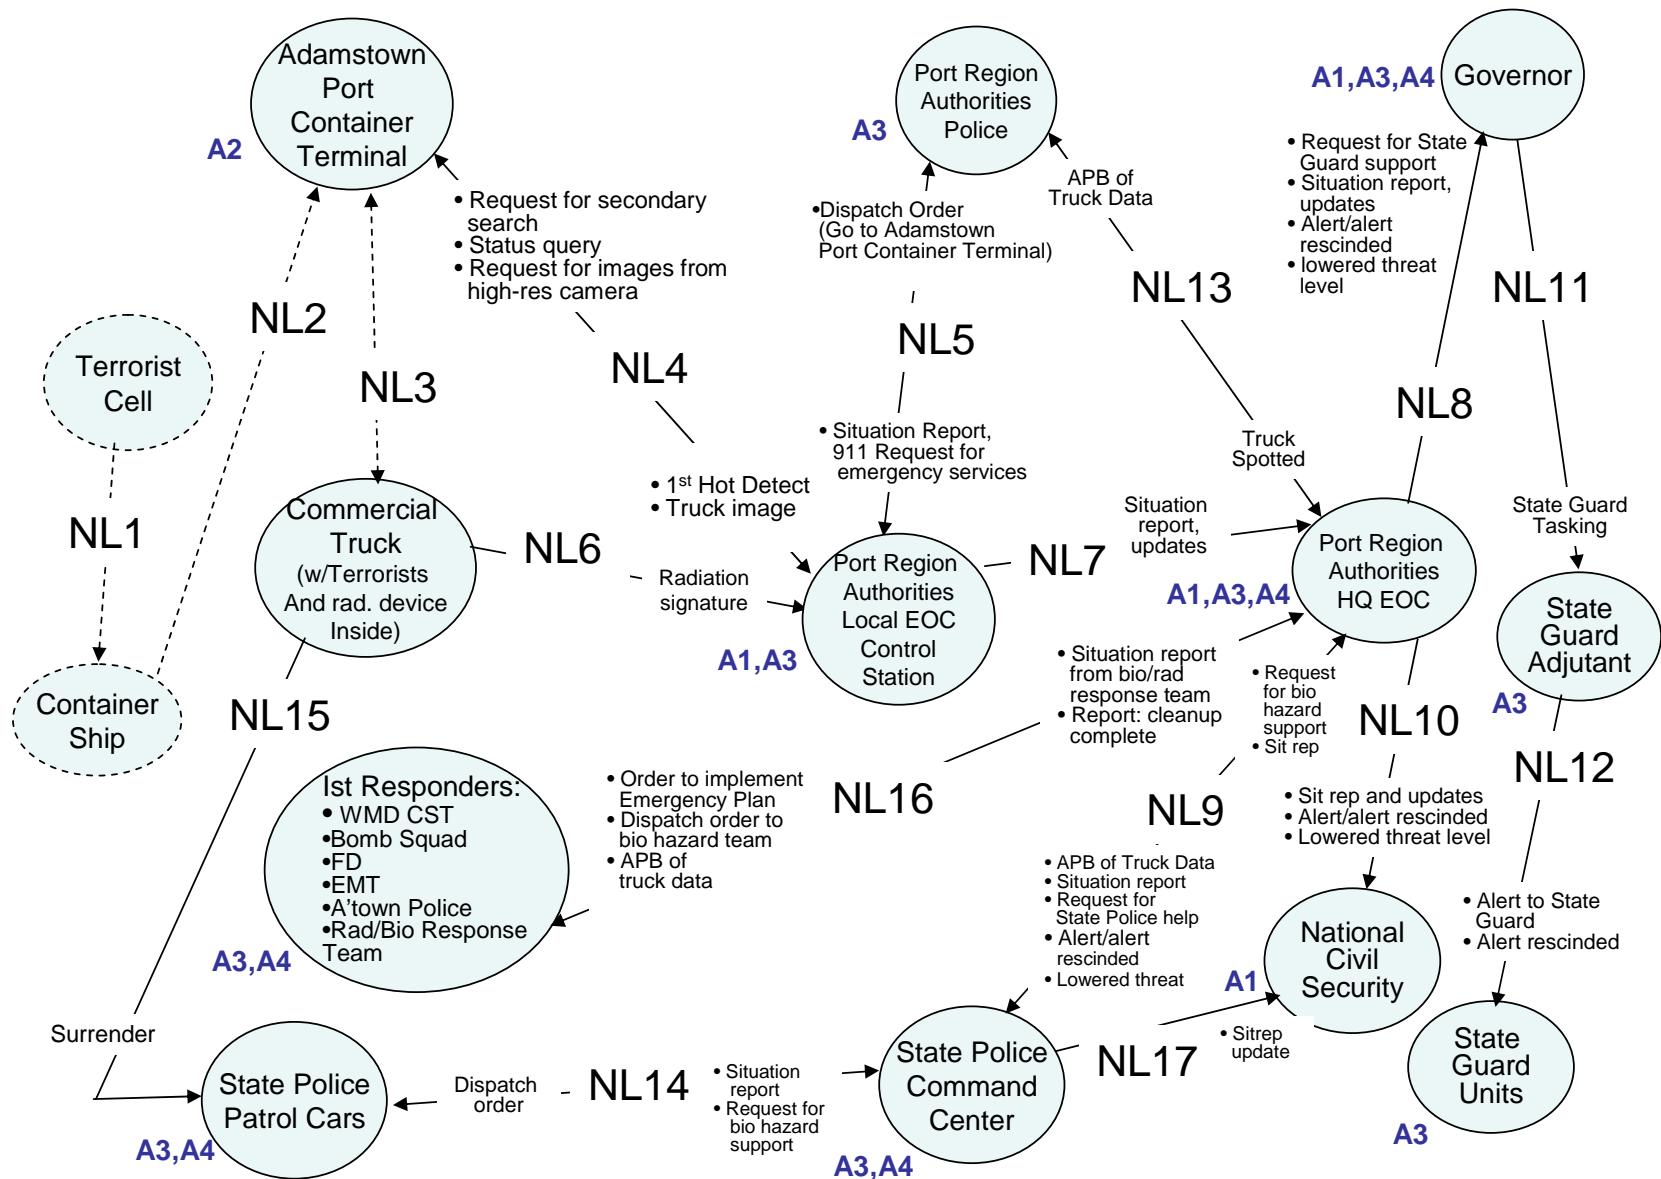 Adamstown
Port
Container
Terminal
A2
Port Region
Authorities
Police
A3
A1,A3,A4
Governor
• Request for State
Guard support
• Situation report,
updates
• Alert/alert
rescinded
• lowered threat
level
APB of
Truck Data
• Request for secondary
search
• Status query
• Request for images from
high-res camera
•Dispatch Order
(Go to Adamstown
Port Container Terminal)
NL2
NL13
NL11
Terrorist
Cell
NL3
NL4
NL5
NL8
• Situation Report,
911 Request for
emergency services
Truck
Spotted
• 1st Hot Detect
• Truck image
NL1
Commercial
Truck
(w/Terrorists
And rad. device
Inside)
NL6
Radiation
signature
Port Region
Authorities
Local EOC
Control
Station
A1,A3
NL7
Situation
report,
updates
Port Region
Authorities
HQ EOC
A1,A3,A4
State Guard
Tasking
State
Guard
Adjutant
A3
Container
Ship
NL15
• Situation report
from bio/rad
response team
• Report: cleanup
complete
• Request
for bio
hazard
support
• Sit rep
NL10
NL12
Ist Responders:
• WMD CST
•Bomb Squad
•FD
•EMT
•A'town Police
•Rad/Bio Response
Team
A3,A4
• Order to implement
Emergency Plan
• Dispatch order to
bio hazard team
• APB of
truck data
NL16
NL9
• Sit rep and updates
• Alert/alert rescinded
• Lowered threat level
• APB of Truck Data
• Situation report
• Request for
State Police help
• Alert/alert
rescinded
• Lowered threat
National
Civil
Security
A1
• Alert to State
Guard
• Alert rescinded
Surrender
State Police
Patrol Cars
A3,A4
Dispatch
order
NL14
• Situation
report
• Request for
bio hazard
support
State Police
Command
Center
A3,A4
NL17
• Sitrep
update
State
Guard
Units
A3